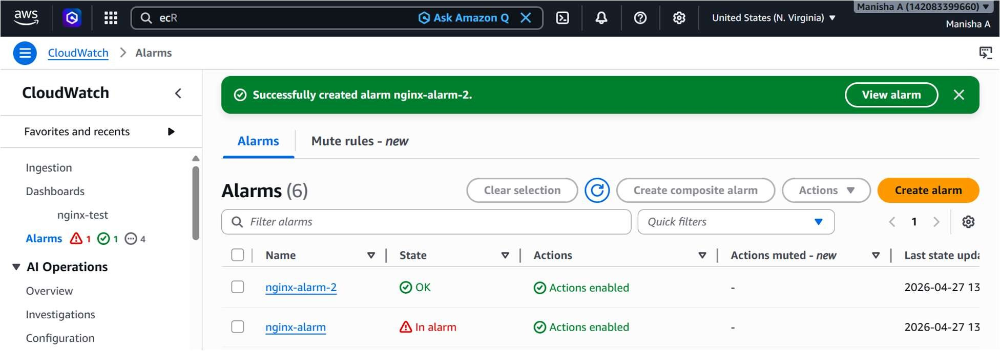 aws
ecR
Ask Amazon Q
United States (N. Virginia)
Manisha A (142083399660)
Manisha A
CloudWatch
Alarms
CloudWatch
Favorites and recents
Ingestion
Dashboards
nginx-test
Alarms 1 1 4
AI Operations
Overview
Investigations
Configuration
Successfully created alarm nginx-alarm-2.
View alarm
Alarms
Mute rules - new
Alarms (6)
Clear selection
Create composite alarm
Actions
Create alarm
Filter alarms
Quick filters
1
Name State Actions Actions muted - new Last state upda
nginx-alarm-2 OK Actions enabled - 2026-04-27 13
nginx-alarm In alarm Actions enabled - 2026-04-27 13